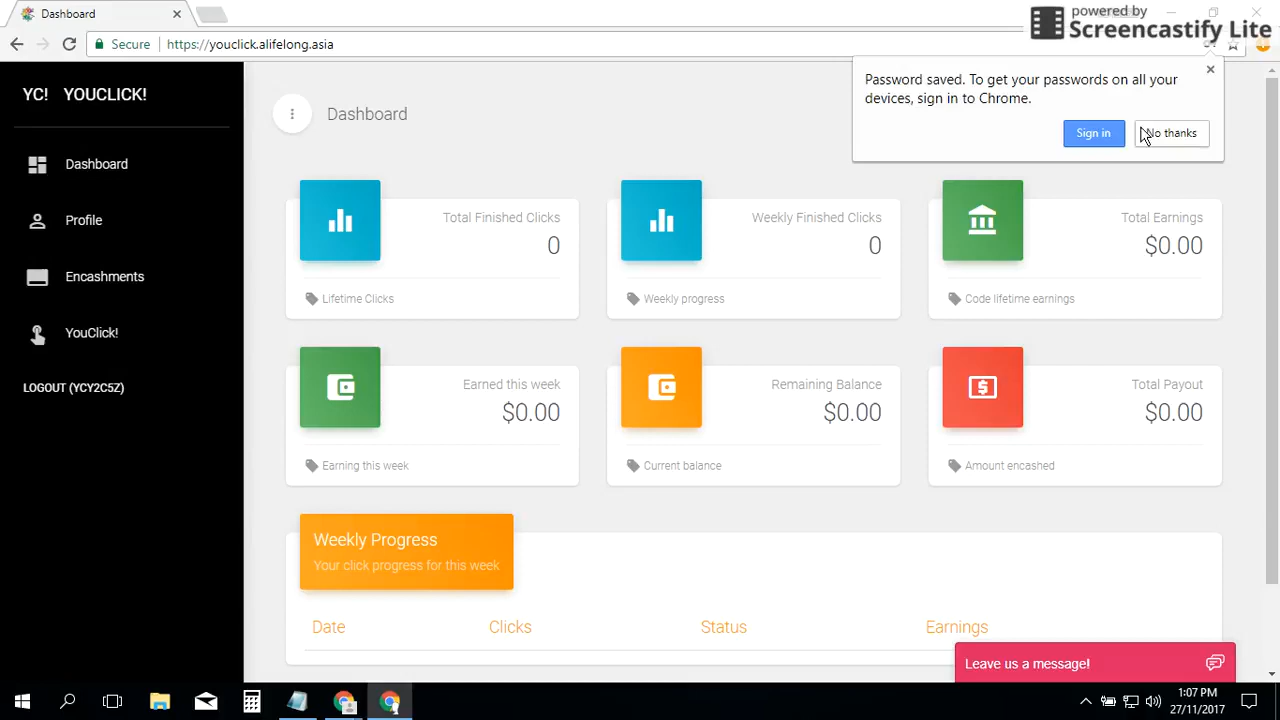 Dashboard
powered by
Screencastify Lite
Secure
https://youclick.alifelong.asia
Password saved. To get your passwords on all your
devices, sign in to Chrome.
Sign in
No thanks
YC! YOUCLICK!
Dashboard
Profile
Encashments
YouClick!
LOGOUT (YCY2C5Z)
Dashboard
Total Finished Clicks
0
Lifetime Clicks
Weekly Finished Clicks
0
Weekly progress
Total Earnings
$0.00
Code lifetime earnings
Earned this week
$0.00
Earning this week
Remaining Balance
$0.00
Current balance
Total Payout
$0.00
Amount encashed
Weekly Progress
Your click progress for this week
Date Clicks Status Earnings
Leave us a message!
1:07 PM
27/11/2017